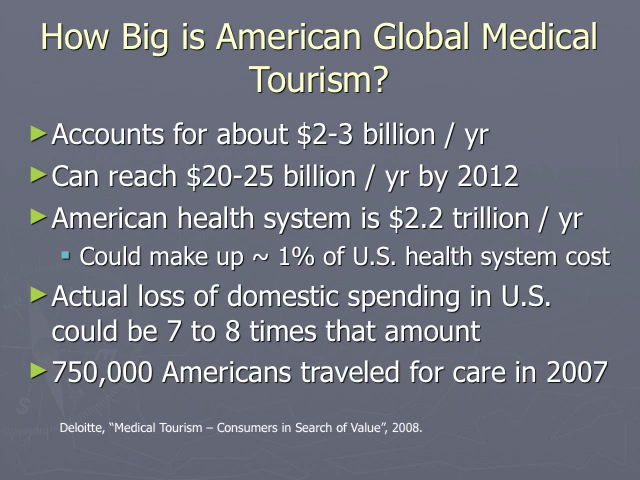 How Big is American Global Medical
Tourism?
Accounts for about $2-3 billion / yr
Can reach $20-25 billion / yr by 2012
American health system is $2.2 trillion / yr
Could make up ~ 1% of U.S. health system cost
Actual loss of domestic spending in U.S.
could be 7 to 8 times that amount
750,000 Americans traveled for care in 2007
Deloitte, “Medical Tourism – Consumers in Search of Value”, 2008.